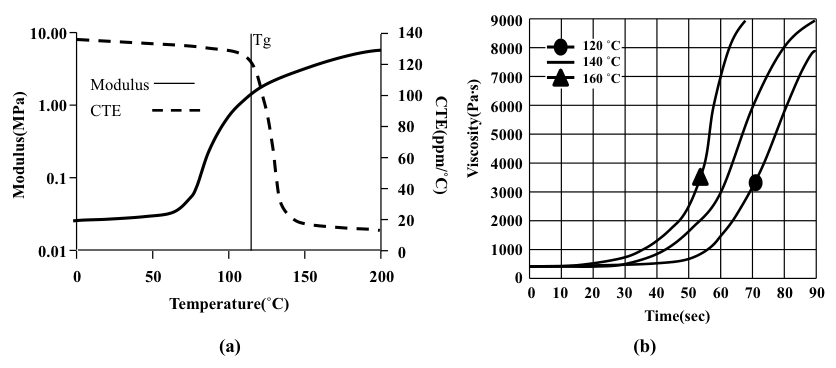 10.00
1.00
0.1
0.01
Modulus(MPa)
Tg
Modulus
CTE
140
120
100
80
60
40
20
0
CTE(ppm/°C)
0 50 100 150 200
Temperature(°C)
(a)
9000
8000
7000
6000
5000
4000
3000
2000
1000
0
Viscosity(Pa·s)
120 °C
140 °C
160 °C
0 10 20 30 40 50 60 70 80 90
Time(sec)
(b)